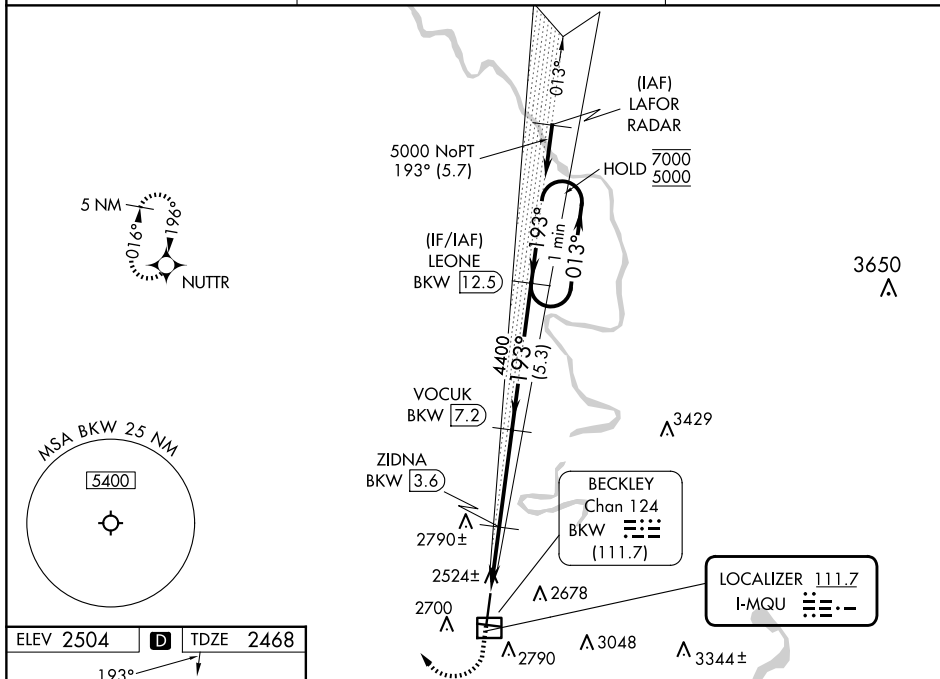 013°
(IAF)
LAFOR
RADAR
5000 NoPT
193° (5.7)
HOLD 7000
5000
5 NM
016°
196°
NUTTR
193°
1 min
013°
(IF/IAF)
LEONE
BKW 12.5
3650
4400
193°
(5.3)
VOCUK
BKW 7.2
3429
MSA BKW 25 NM
5400
ZIDNA
BKW 3.6
2790±
BECKLEY
Chan 124
BKW
(111.7)
2524±
2678
LOCALIZER 111.7
I-MQU
2700
2790
3048
3344±
ELEV 2504 D TDZE 2468
193°